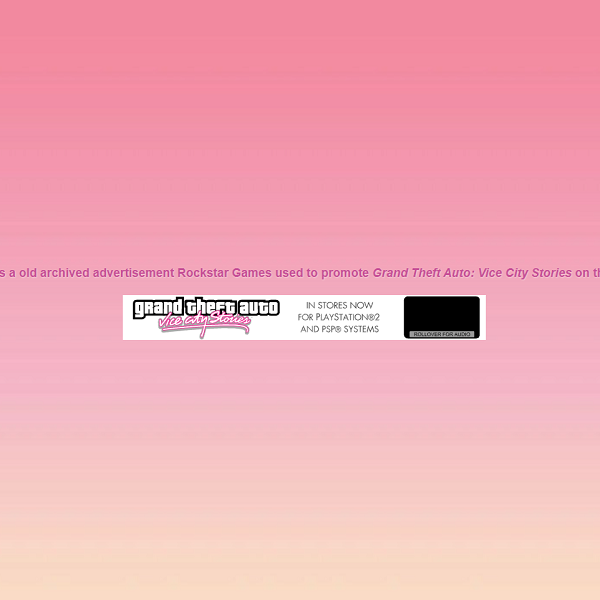 s a old archived advertisement Rockstar Games used to promote Grand Theft Auto: Vice City Stories on th
grand theft auto
Vice City Stories
IN STORES NOW
FOR PLAYSTATION®2
AND PSP® SYSTEMS
ROLLOVER FOR AUDIO